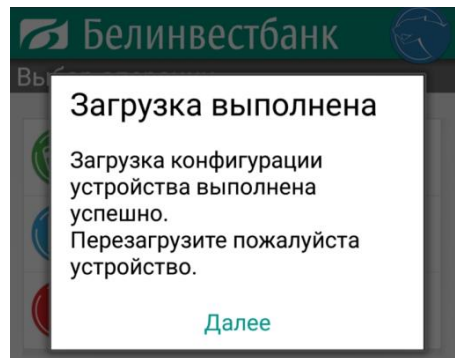 Белинвестбанк
Загрузка выполнена
Загрузка конфигурации
устройства выполнена
успешно.
Перезагрузите пожалуйста
устройство.
Далее